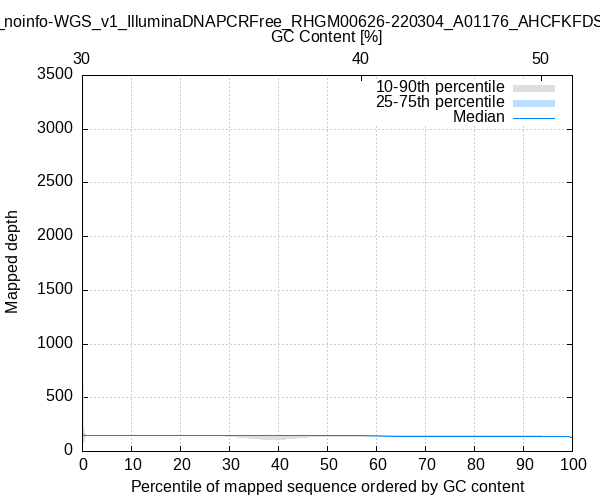 _noinfo-WGS_v1_IlluminaDNAPCRFree_RHGM00626-220304_A01176_AHCFKFDS
GC Content [%]
30 40 50
3500
3000
2500
2000
1500
1000
500
0
Mapped depth
10-90th percentile
25-75th percentile
Median
0 10 20 30 40 50 60 70 80 90 100
Percentile of mapped sequence ordered by GC content